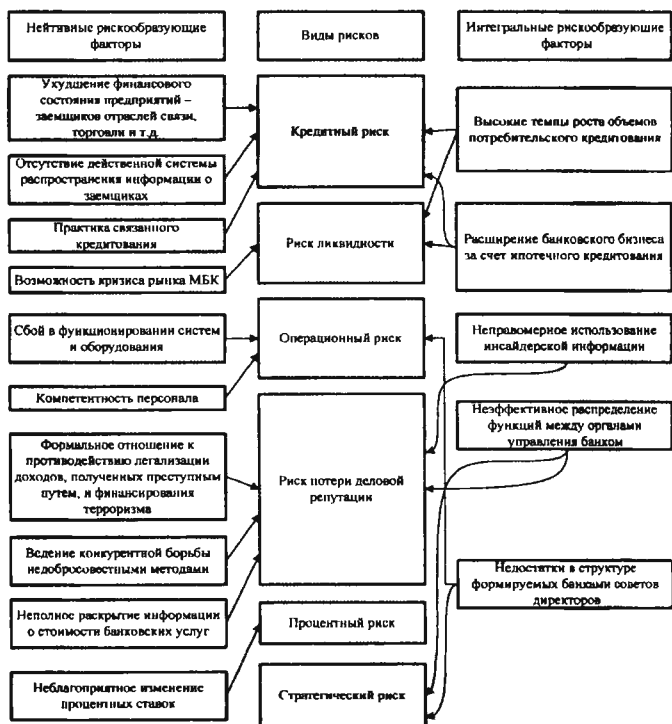 Нейтявные рискообразующие
факторы
Виды рисков
Интегральные рискообразующие
факторы
Ухудшение финансового
состояния предприятий –
заемщиков отраслей связи,
торговли и т.д.
Отсутствие действенной системы
распространения информации о
заемщиках
Практика связанного
кредитования
Возможность кризиса рынка МБК
Сбой в функционировании систем
и оборудования
Компетентность персонала
Формальное отношение к
противодействию легализации
доходов, полученных преступным
путем, и финансирования
терроризма
Ведение конкурентной борьбы
недобросовестными методами
Неполное раскрытие информации
о стоимости банковских услуг
Неблагоприятное изменение
процентных ставок
Кредитный риск
Риск ликвидности
Операционный риск
Риск потери деловой
репутации
Процентный риск
Стратегический риск
Высокие темпы роста объемов
потребительского кредитования
Расширение банковского бизнеса
за счет ипотечного кредитования
Неправомерное использование
инсайдерской информации
Неэффективное распределение
функций между органами
управления банком
Недостатки в структуре
формируемых банками советов
директоров